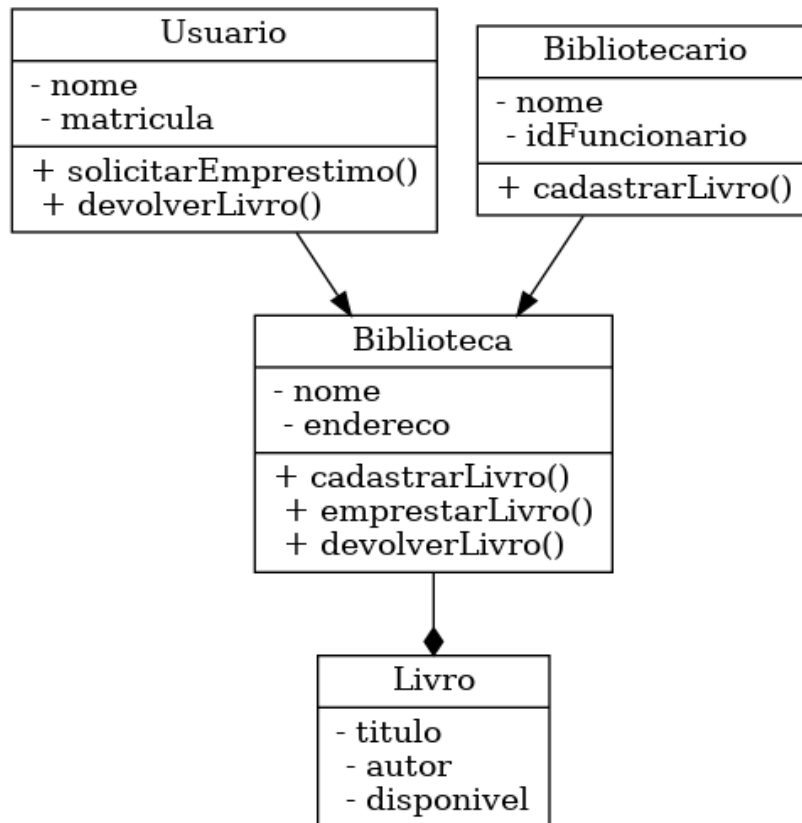 Usuario
- nome
- matricula
+ solicitarEmprestimo()
+ devolverLivro()
Bibliotecario
- nome
- idFuncionario
+ cadastrarLivro()
Biblioteca
- nome
- endereco
+ cadastrarLivro()
+ emprestarLivro()
+ devolverLivro()
Livro
- titulo
- autor
- disponivel